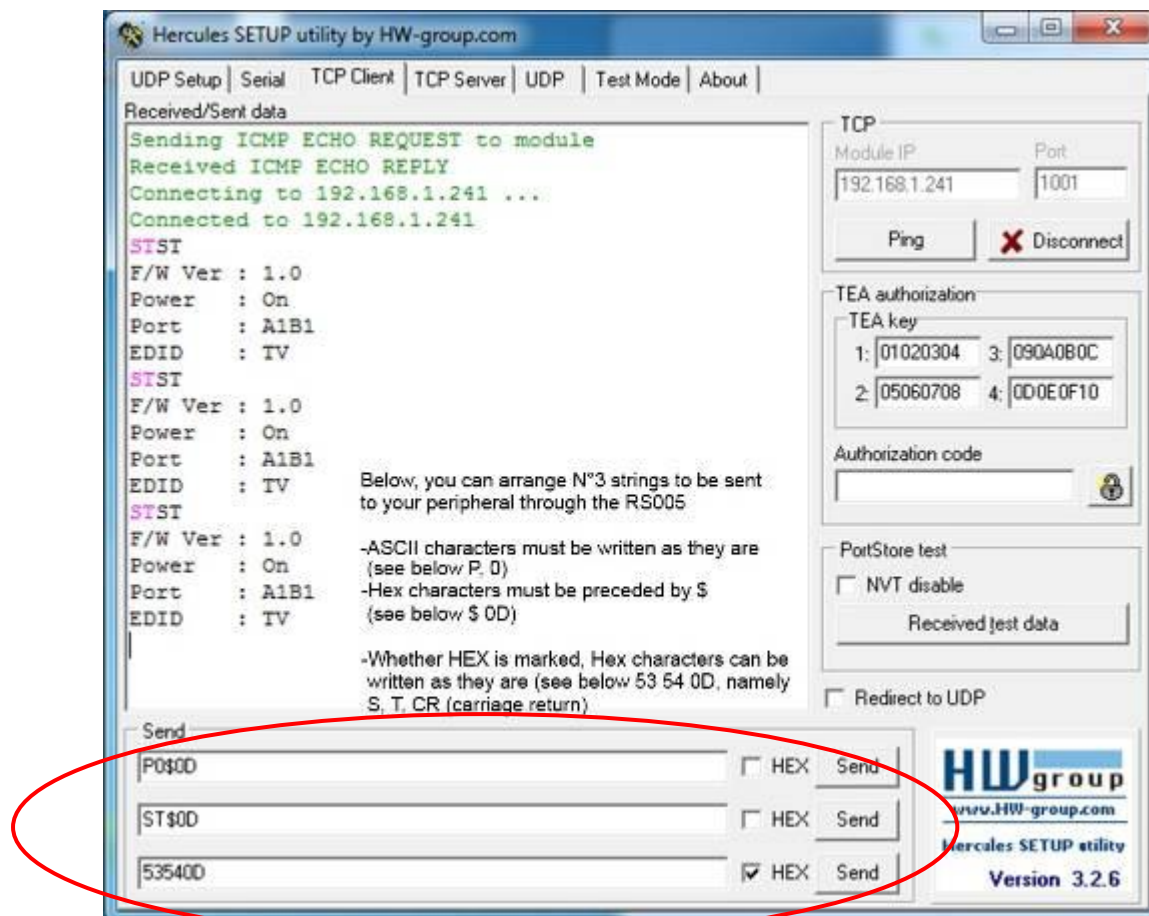 Hercules SETUP utility by HW-group.com
UDP Setup Serial TCP Client TCP Server UDP Test Mode About
Received/Sent data
Sending ICMP ECHO REQUEST to module
Received ICMP ECHO REPLY
Connecting to 192.168.1.241 ...
Connected to 192.168.1.241
STST
F/W Ver : 1.0
Power : On
Port : A1B1
EDID : TV
STST
F/W Ver : 1.0
Power : On
Port : A1B1
EDID : TV
STST
F/W Ver : 1.0
Power : On
Port : A1B1
EDID : TV
Below, you can arrange N°3 strings to be sent
to your peripheral through the RS005
-ASCII characters must be written as they are
(see below P, 0)
-Hex characters must be preceded by $
(see below $ 0D)
-Whether HEX is marked, Hex characters can be
written as they are (see below 53 54 0D, namely
S, T, CR (carriage return)
TCP
Module IP Port
192.168.1.241 1001
Ping Disconnect
TEA authorization
TEA key
1: 01020304 3: 090A0B0C
2: 05060708 4: 0D0E0F10
Authorization code
PortStore test
NVT disable
Received test data
Redirect to UDP
Send
P0$0D HEX Send
ST$0D HEX Send
53540D HEX Send
HW group
www.HW-group.com
Hercules SETUP utility
Version 3.2.6